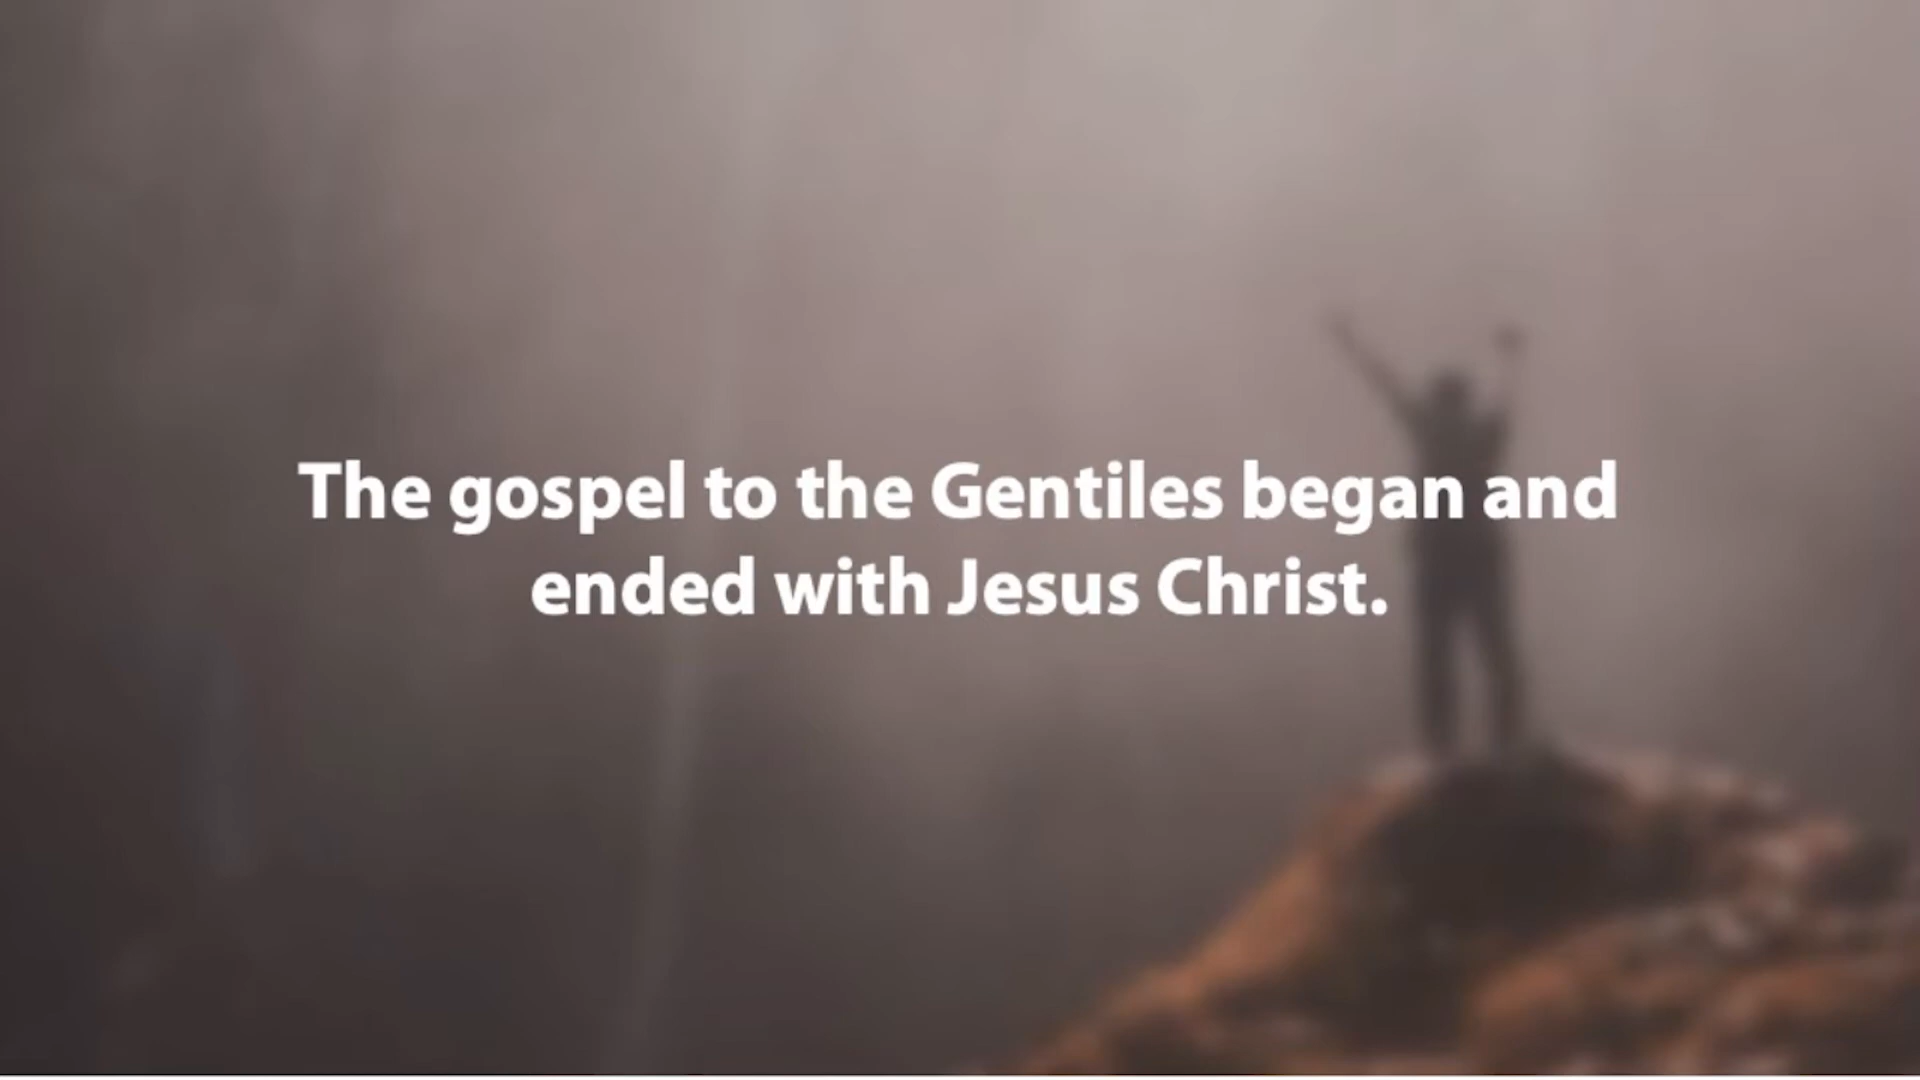 The gospel to the Gentiles began and
ended with Jesus Christ.